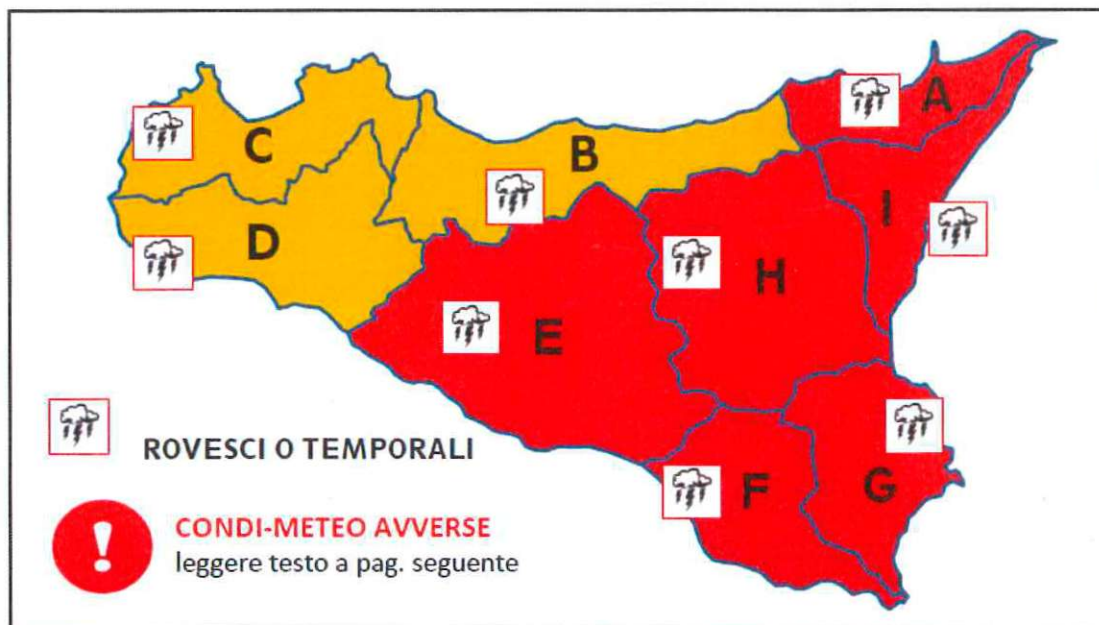 A
C
B
I
D
H
E
ROVESCI O TEMPORALI
F
G
!
CONDI-METEO AVVERSE
leggere testo a pag. seguente